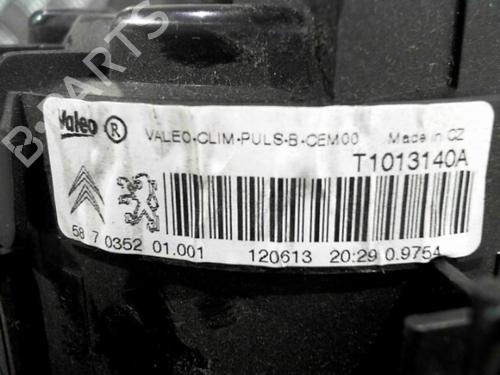 B-PARTS
Valeo ® VALEO-CLIM-PULS-B-CEM00 Made in CZ
T1013140A
58 7 0352 01.001 120613 20:29 0.9754